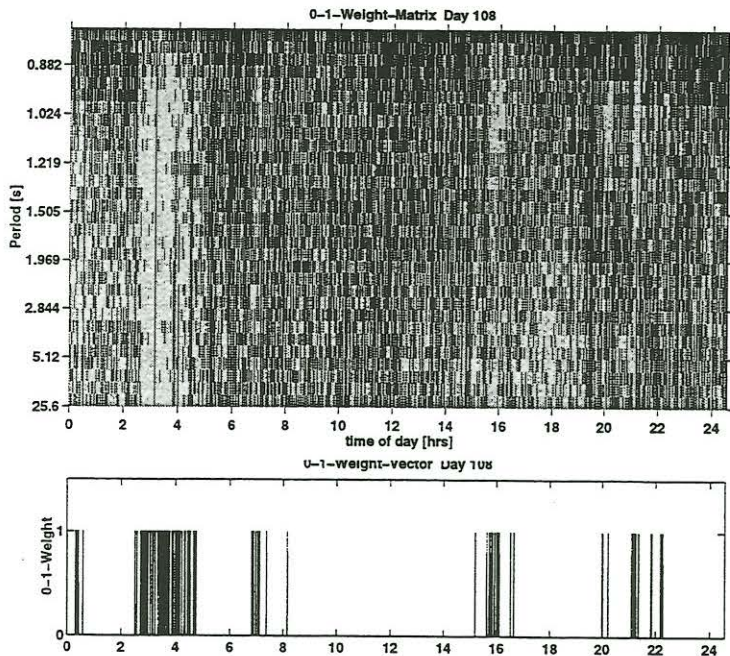 0-1-Weight-Matrix Day 108
Period [s]
0.882
1.024
1.219
1.505
1.969
2.844
5.12
25.6
0 2 4 6 8 10 12 14 16 18 20 22 24
time of day [hrs]
0-1-Weight-Vector Day 108
0-1-Weight
1
0
0 2 4 6 8 10 12 14 16 18 20 22 24